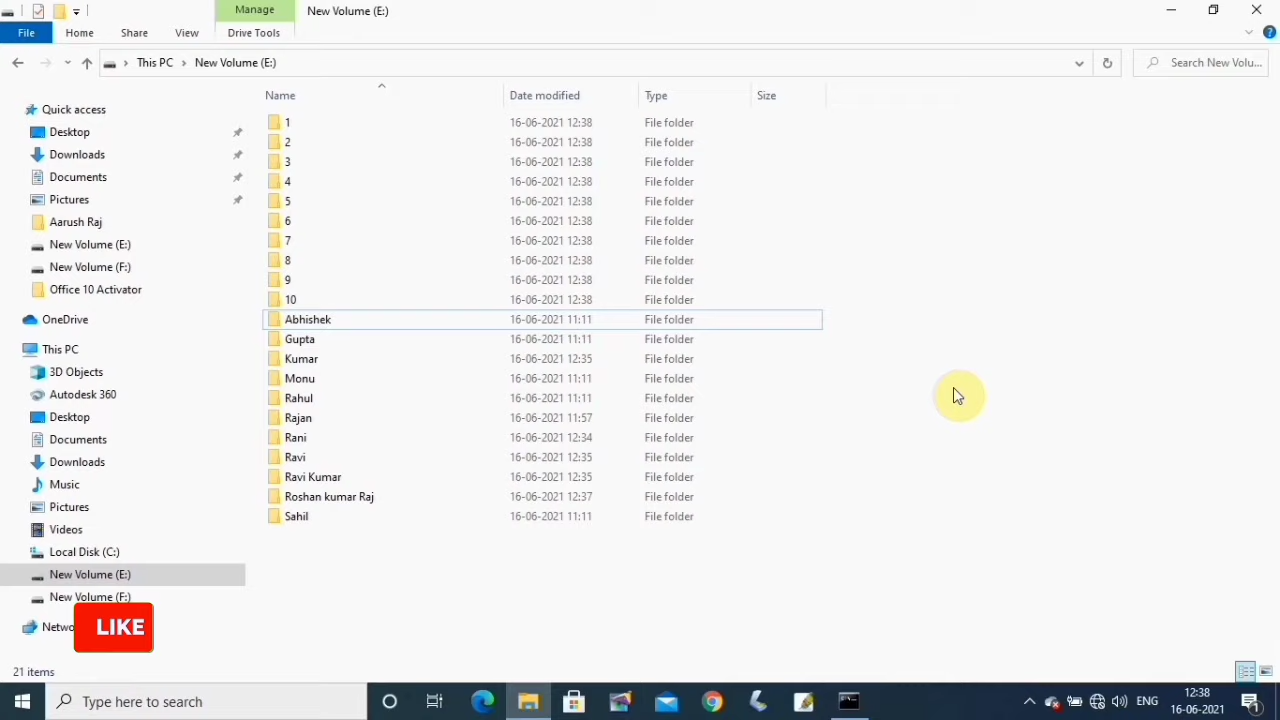 Manage
New Volume (E:)
File
Home
Share
View
Drive Tools
This PC
New Volume (E:)
Search New Volu...
Name
Date modified
Type
Size
Quick access
Desktop
Downloads
Documents
Pictures
Aarush Raj
New Volume (E:)
New Volume (F:)
Office 10 Activator
OneDrive
This PC
3D Objects
Autodesk 360
Desktop
Documents
Downloads
Music
Pictures
Videos
Local Disk (C:)
New Volume (E:)
New Volume (F:)
LIKE
1 16-06-2021 12:38 File folder
2 16-06-2021 12:38 File folder
3 16-06-2021 12:38 File folder
4 16-06-2021 12:38 File folder
5 16-06-2021 12:38 File folder
6 16-06-2021 12:38 File folder
7 16-06-2021 12:38 File folder
8 16-06-2021 12:38 File folder
9 16-06-2021 12:38 File folder
10 16-06-2021 12:38 File folder
Abhishek 16-06-2021 11:11 File folder
Gupta 16-06-2021 11:11 File folder
Kumar 16-06-2021 12:35 File folder
Monu 16-06-2021 11:11 File folder
Rahul 16-06-2021 11:11 File folder
Rajan 16-06-2021 11:57 File folder
Rani 16-06-2021 12:34 File folder
Ravi 16-06-2021 12:35 File folder
Ravi Kumar 16-06-2021 12:35 File folder
Roshan kumar Raj 16-06-2021 12:37 File folder
Sahil 16-06-2021 11:11 File folder
21 items
Type here to search
ENG
12:38
16-06-2021
1